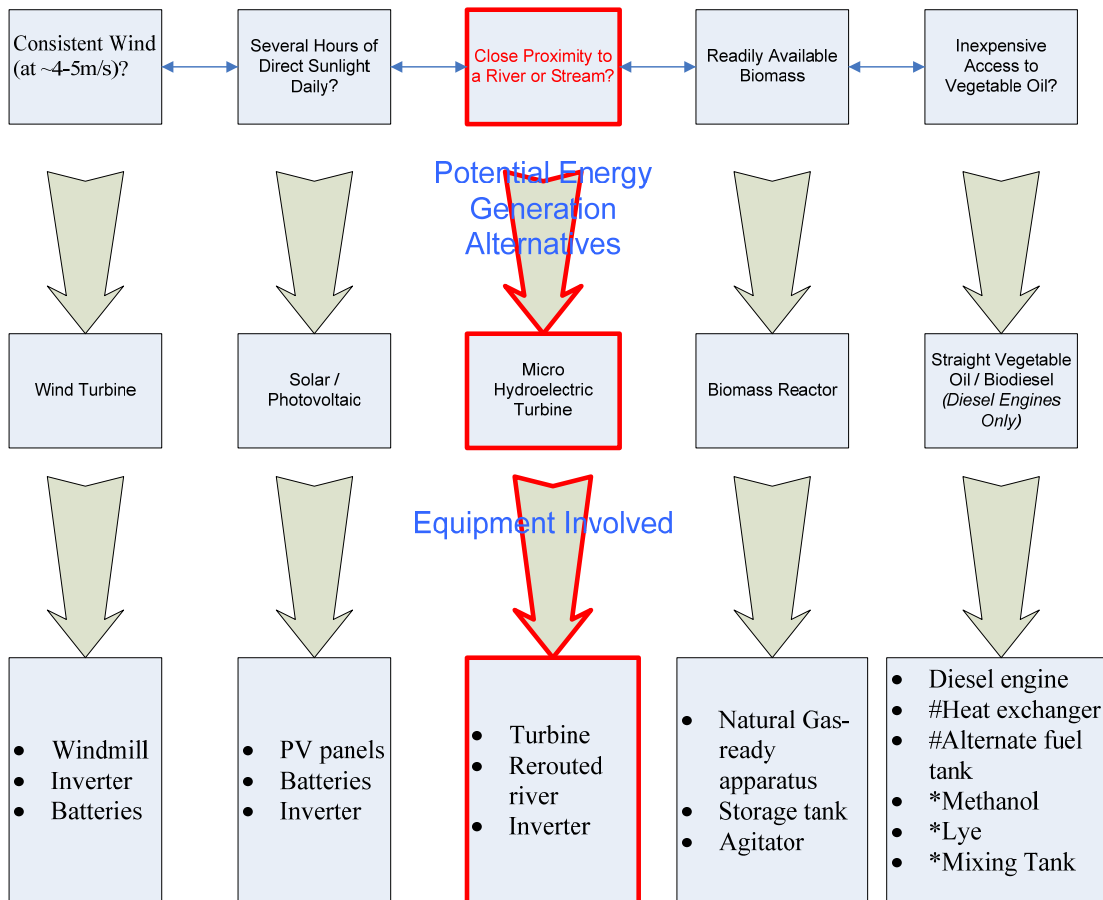 Consistent Wind
(at ~4-5m/s)?
Several Hours of
Direct Sunlight
Daily?
Close Proximity to
a River or Stream?
Readily Available
Biomass
Inexpensive
Access to
Vegetable Oil?
Potential Energy
Generation
Alternatives
Wind Turbine
Solar /
Photovoltaic
Micro
Hydroelectric
Turbine
Biomass Reactor
Straight Vegetable
Oil / Biodiesel
(Diesel Engines
Only)
Equipment Involved
• Windmill
• Inverter
• Batteries
• PV panels
• Batteries
• Inverter
• Turbine
• Rerouted
river
• Inverter
• Natural Gas-
ready
apparatus
• Storage tank
• Agitator
• Diesel engine
• #Heat exchanger
• #Alternate fuel
tank
• *Methanol
• *Lye
• *Mixing Tank